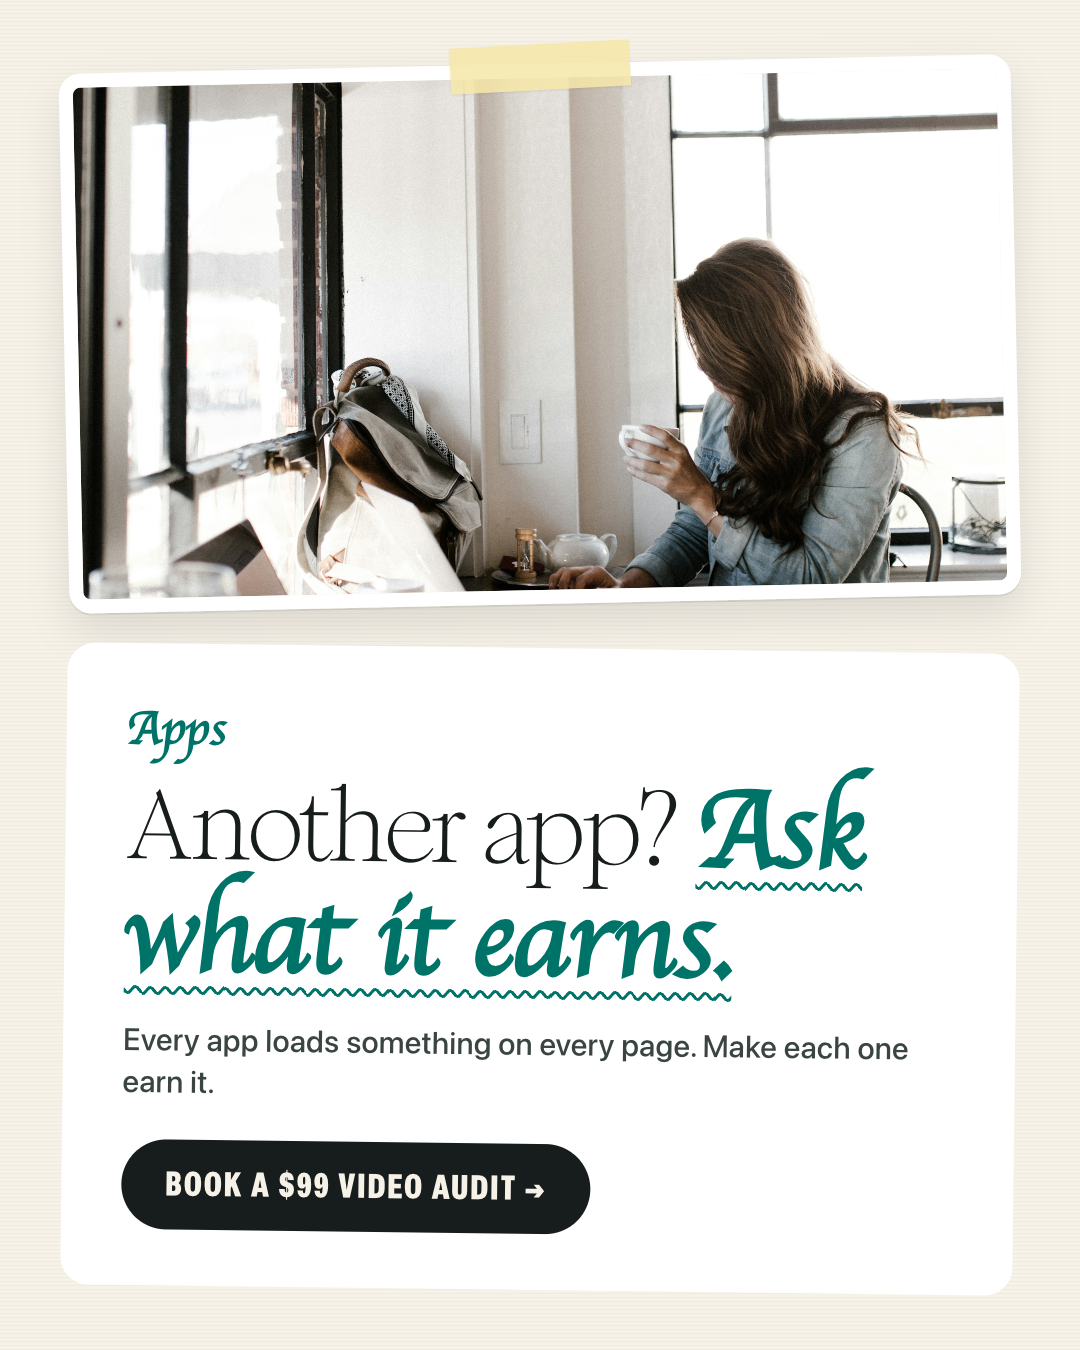 Apps
Another app? Ask
what it earns.
Every app loads something on every page. Make each one
earn it.
BOOK A $99 VIDEO AUDIT →